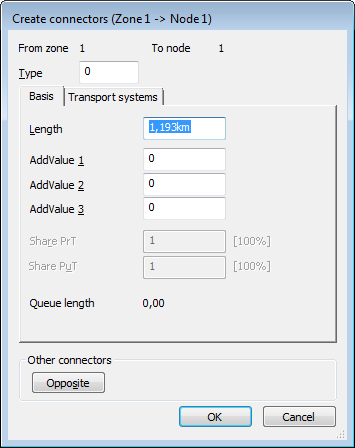 Create connectors (Zone 1 -> Node 1)
From zone 1 To node 1
Type 0
Basis Transport systems
Length 1,193km
AddValue 1 0
AddValue 2 0
AddValue 3 0
Share PrT 1 [100%]
Share PuT 1 [100%]
Queue length 0,00
Other connectors
Opposite
OK Cancel